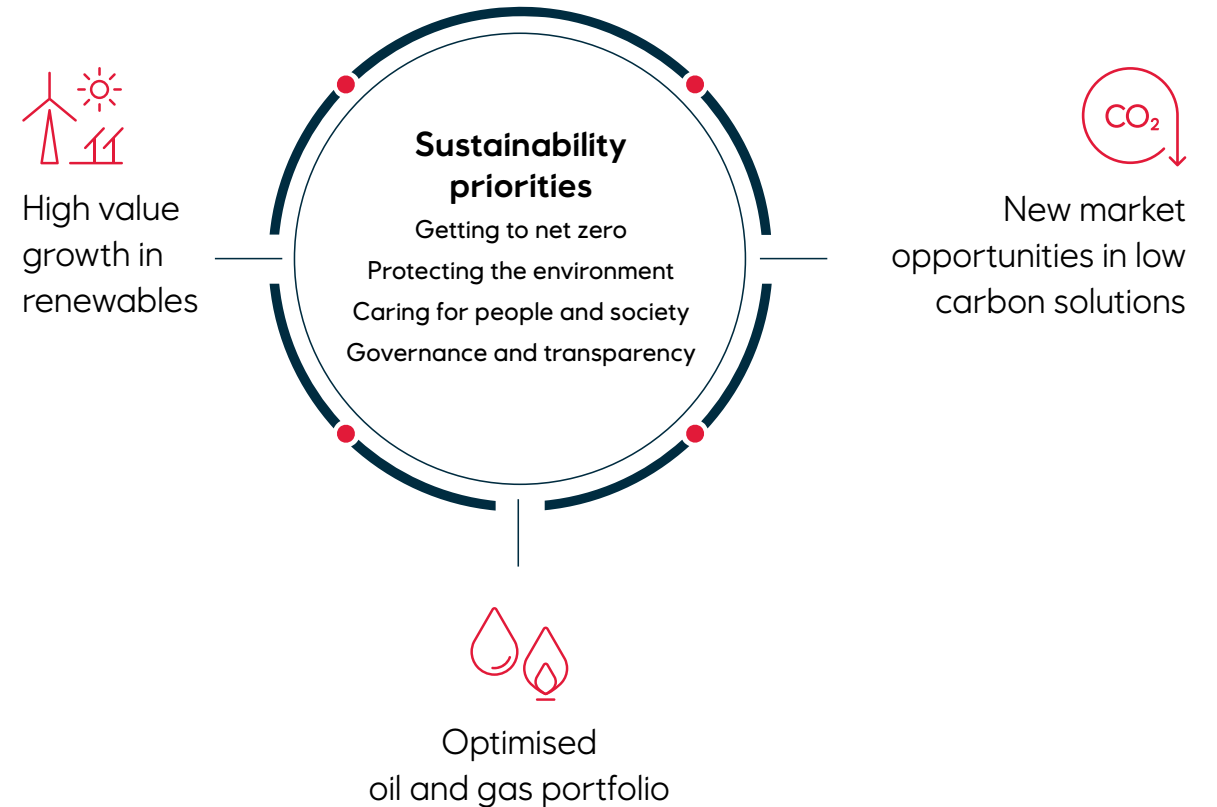 Sustainability
priorities
Getting to net zero
Protecting the environment
Caring for people and society
Governance and transparency
High value
growth in
renewables
CO₂
New market
opportunities in low
carbon solutions
Optimised
oil and gas portfolio